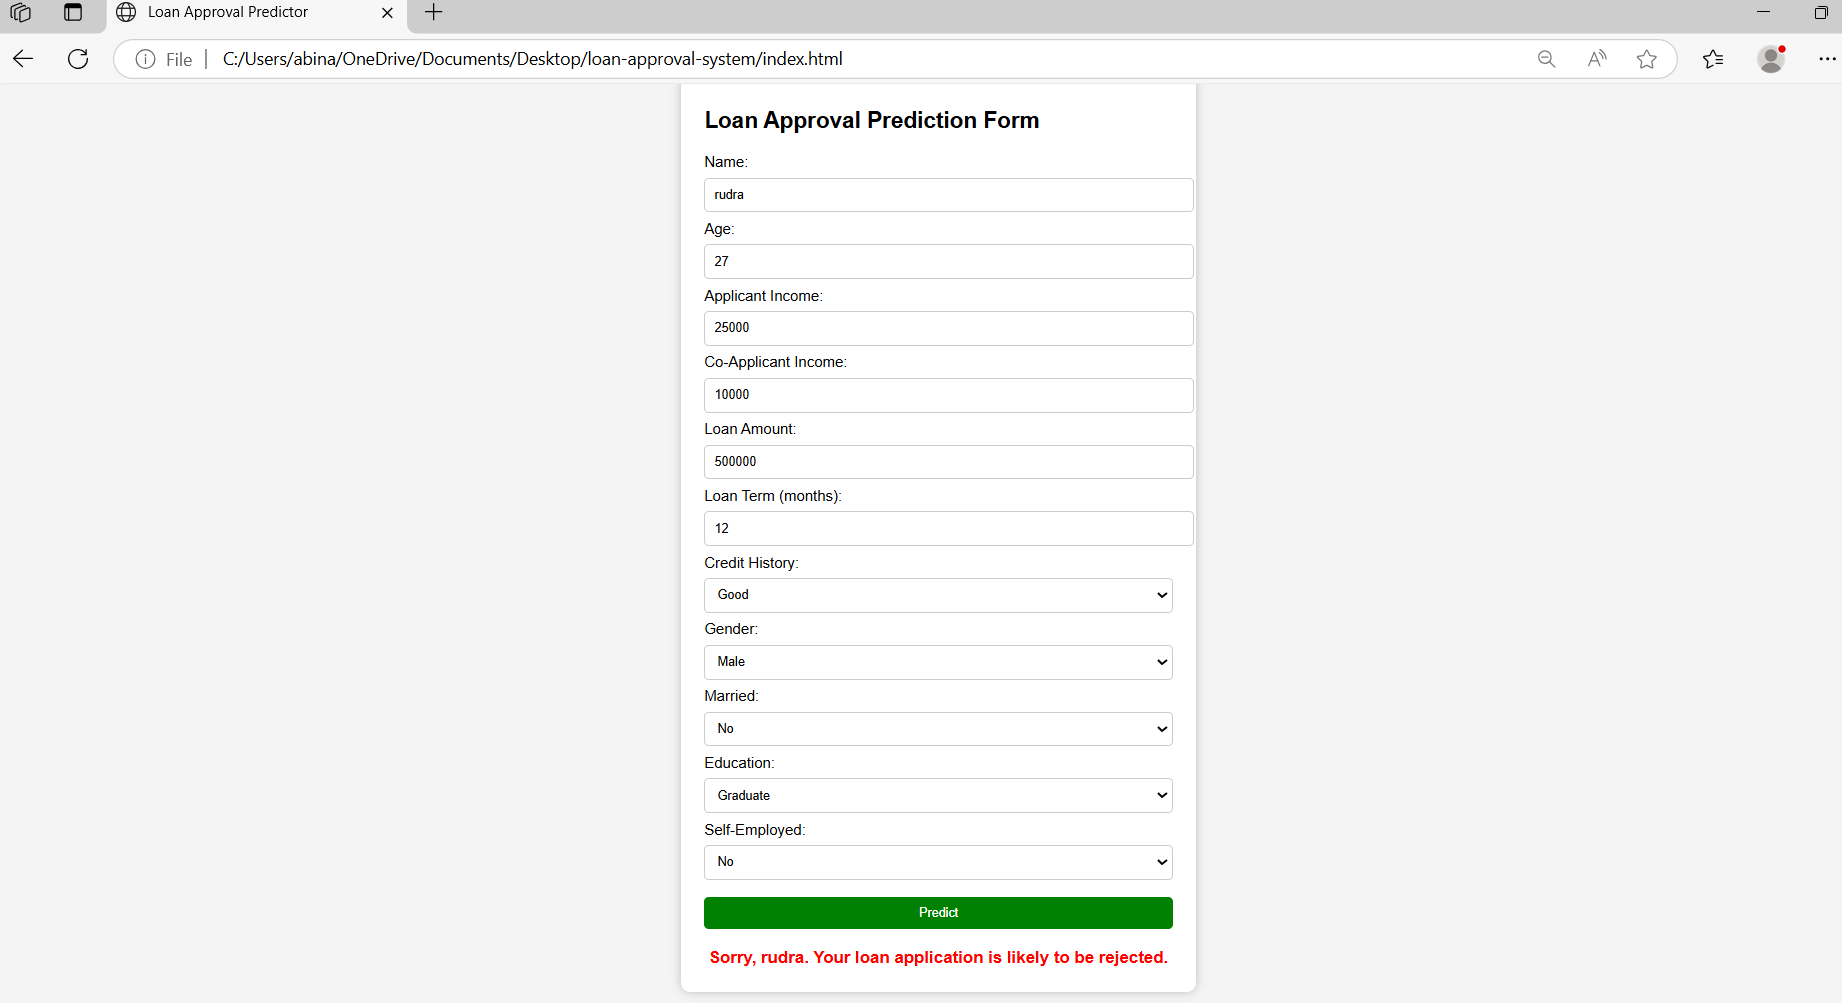 Loan Approval Predictor
File
C:/Users/abina/OneDrive/Documents/Desktop/loan-approval-system/index.html
Loan Approval Prediction Form
Name:
rudra
Age:
27
Applicant Income:
25000
Co-Applicant Income:
10000
Loan Amount:
500000
Loan Term (months):
12
Credit History:
Good
Gender:
Male
Married:
No
Education:
Graduate
Self-Employed:
No
Predict
Sorry, rudra. Your loan application is likely to be rejected.